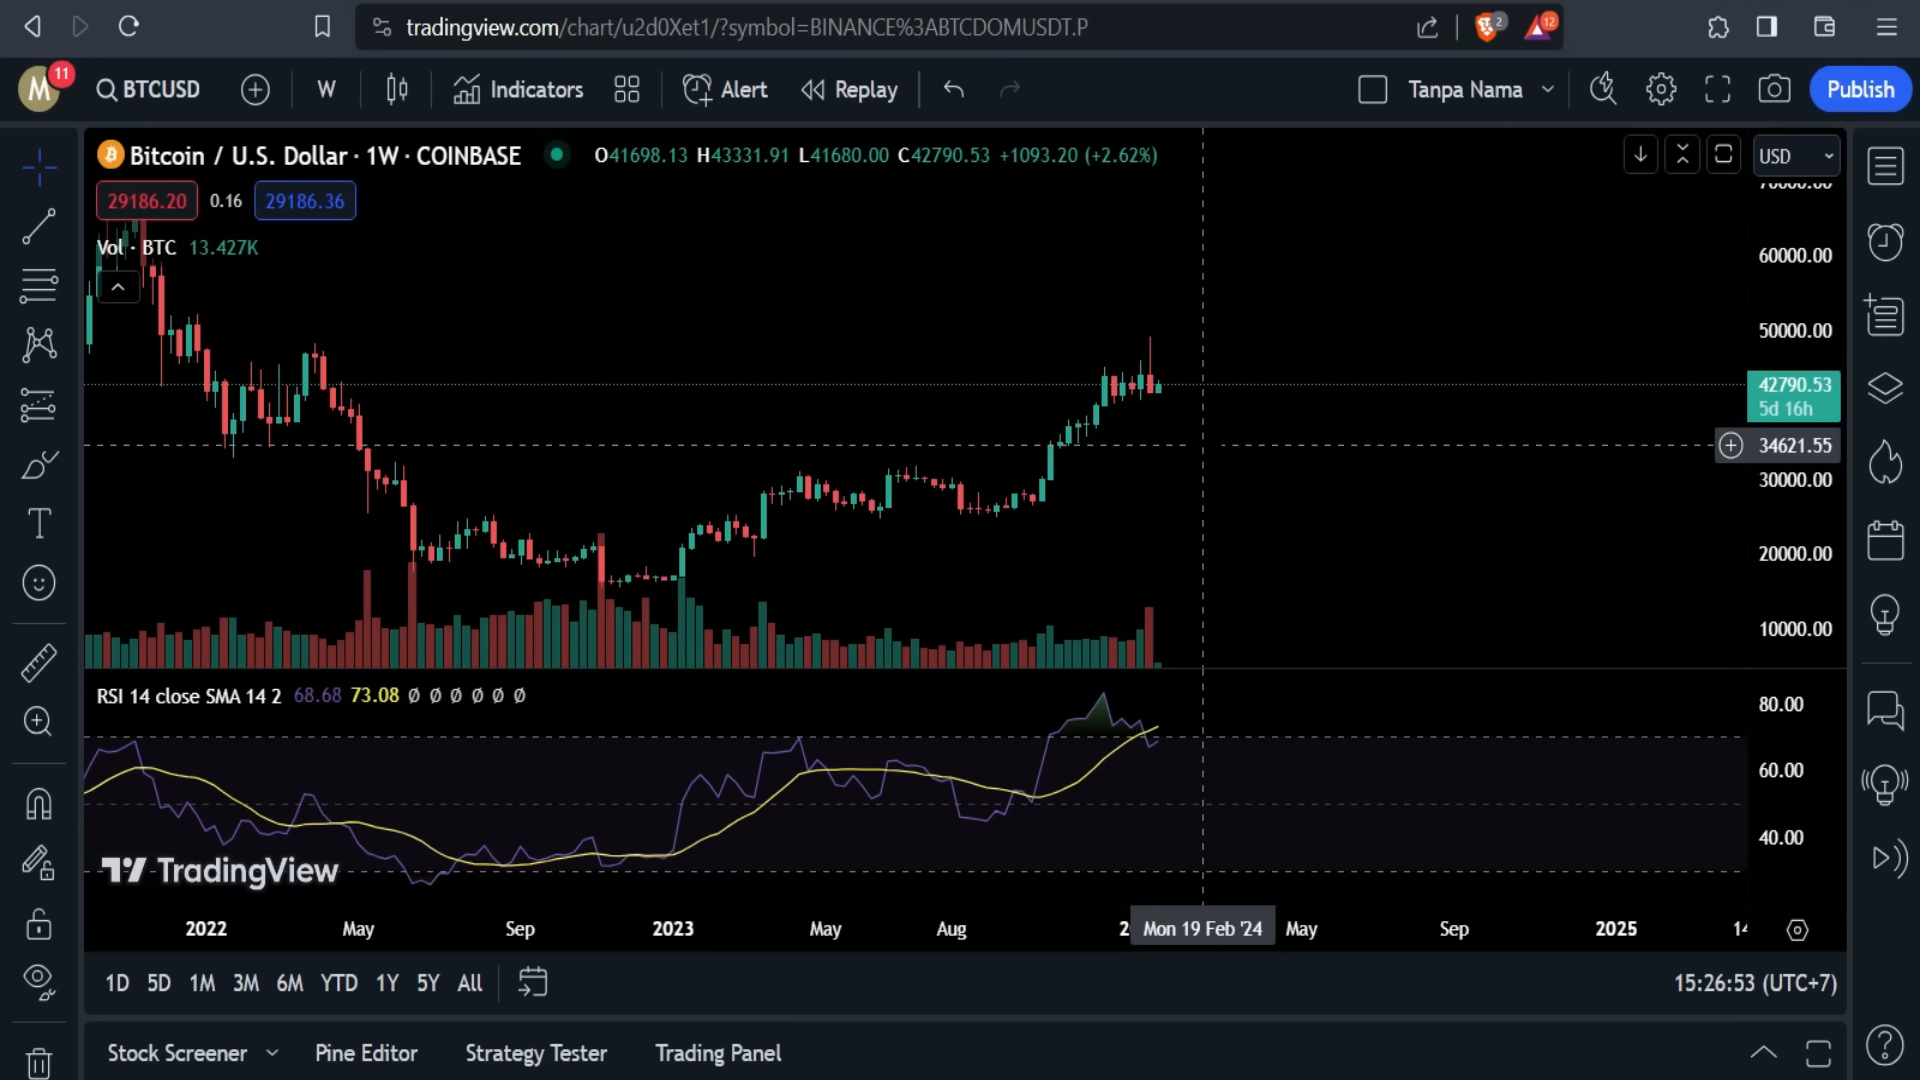 tradingview.com/chart/u2d0Xet1/?symbol=BINANCE%3ABTCDOMUSDT.P
2
12
M
11
BTCUSD
W
Indicators
Alert
Replay
Tanpa Nama
Publish
Bitcoin / U.S. Dollar · 1W · COINBASE
O41698.13 H43331.91 L41680.00 C42790.53 +1093.20 (+2.62%)
USD
29186.20
0.16
29186.36
70000.00
Vol · BTC 13.427K
60000.00
50000.00
42790.53
5d 16h
34621.55
30000.00
20000.00
10000.00
RSI 14 close SMA 14 2 68.68 73.08 Ø Ø Ø Ø Ø Ø
80.00
60.00
40.00
TradingView
2022
May
Sep
2023
May
Aug
Mon 19 Feb '24
May
Sep
2025
1D 5D 1M 3M 6M YTD 1Y 5Y All
15:26:53 (UTC+7)
Stock Screener
Pine Editor
Strategy Tester
Trading Panel